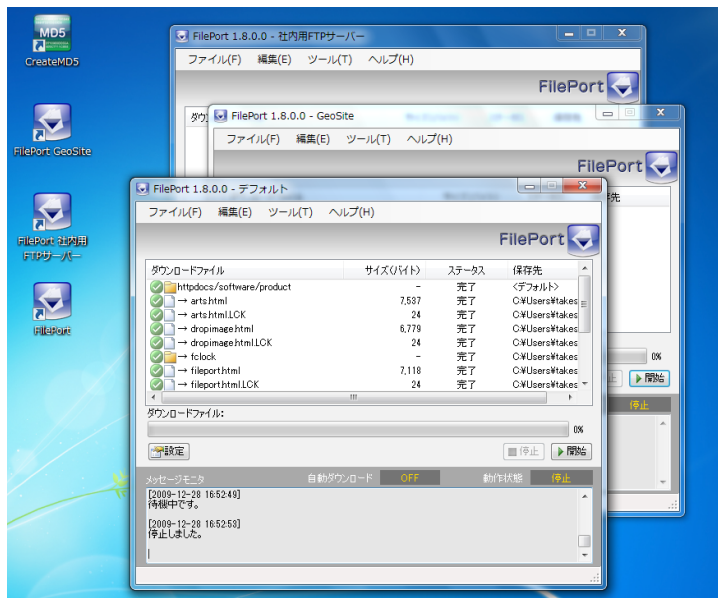 MD5
CreateMD5
FilePort GeoSite
FilePort 社内用
FTPサーバー
FilePort
FilePort 1.8.0.0 - 社内用FTPサーバー
ファイル(F) 編集(E) ツール(T) ヘルプ(H)
FilePort
FilePort 1.8.0.0 - GeoSite
ファイル(F) 編集(E) ツール(T) ヘルプ(H)
FilePort
0%
開始
停止
FilePort 1.8.0.0 - デフォルト
ファイル(F) 編集(E) ツール(T) ヘルプ(H)
FilePort
ダウンロードファイル サイズ(バイト) ステータス 保存先
httpdocs/software/product - 完了 <デフォルト>
→ arts.html 7,537 完了 C:¥Users¥takes
→ arts.html.LCK 24 完了 C:¥Users¥takes
→ dropimage.html 6,779 完了 C:¥Users¥takes
→ dropimage.html.LCK 24 完了 C:¥Users¥takes
→ fclock - 完了 C:¥Users¥takes
→ fileport.html 7,118 完了 C:¥Users¥takes
→ fileport.html.LCK 24 完了 C:¥Users¥takes
ダウンロードファイル:
0%
設定 停止 開始
メッセージモニタ 自動ダウンロード OFF 動作状態 停止
[2009-12-28 16:52:49]
待機中です。
[2009-12-28 16:52:53]
停止しました。